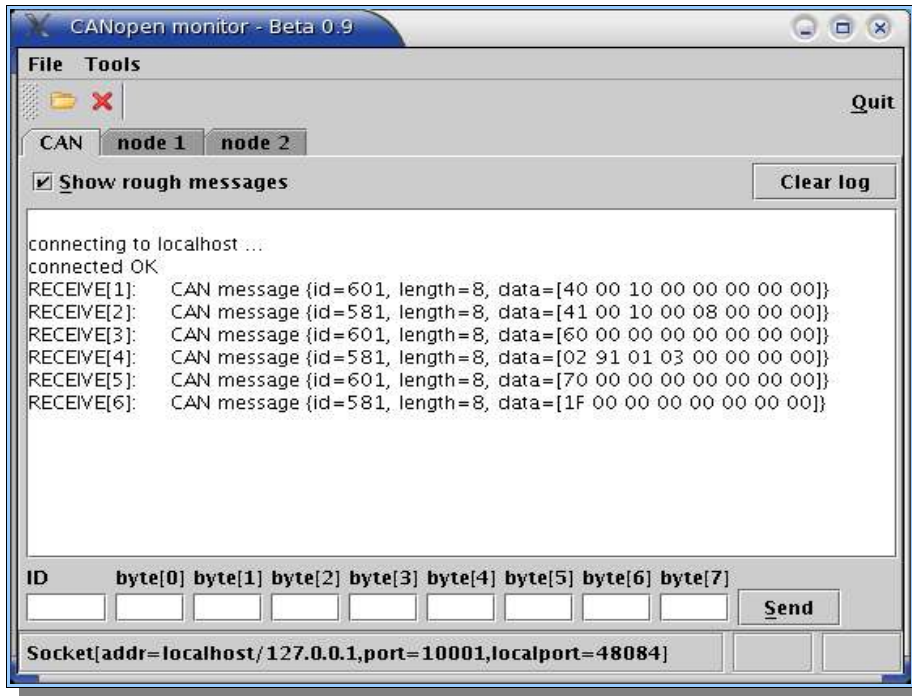 CANopen monitor - Beta 0.9
File Tools
Quit
CAN node 1 node 2
Show rough messages Clear log
connecting to localhost ...
connected OK
RECEIVE[1]: CAN message {id=601, length=8, data=[40 00 10 00 00 00 00 00]}
RECEIVE[2]: CAN message {id=581, length=8, data=[41 00 10 00 08 00 00 00]}
RECEIVE[3]: CAN message {id=601, length=8, data=[60 00 00 00 00 00 00 00]}
RECEIVE[4]: CAN message {id=581, length=8, data=[02 91 01 03 00 00 00 00]}
RECEIVE[5]: CAN message {id=601, length=8, data=[70 00 00 00 00 00 00 00]}
RECEIVE[6]: CAN message {id=581, length=8, data=[1F 00 00 00 00 00 00 00]}
ID byte[0] byte[1] byte[2] byte[3] byte[4] byte[5] byte[6] byte[7]
Send
Socket[addr=localhost/127.0.0.1,port=10001,localport=48084]